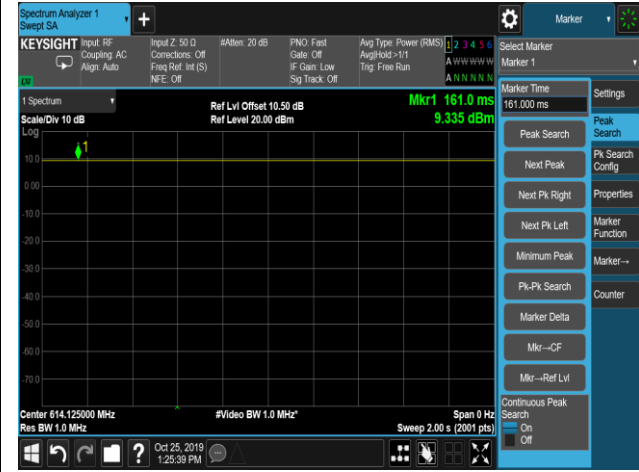 Spectrum Analyzer 1
Swept SA
+
Marker
KEYSIGHT
Input: RF
Coupling: AC
Align: Auto
Input Z: 50 Ω
Corrections: Off
Freq Ref: Int (S)
NFE: Off
#Atten: 20 dB
PNO: Fast
Gate: Off
IF Gain: Low
Sig Track: Off
Avg Type: Power (RMS)
Avg|Hold >1/1
Trig: Free Run
1 2 3 4 5 6
A W W W W W
A N N N N N
Select Marker
Marker 1
1 Spectrum
Scale/Div 10 dB
Log
Ref Lvl Offset 10.50 dB
Ref Level 20.00 dBm
Mkr1 161.0 ms
9.335 dBm
1
10.0
0.00
-10.0
-20.0
-30.0
-40.0
-50.0
-60.0
-70.0
Center 614.125000 MHz
Res BW 1.0 MHz
#Video BW 1.0 MHz*
Span 0 Hz
Sweep 2.00 s (2001 pts)
Marker Time
161.000 ms
Peak Search
Next Peak
Next Pk Right
Next Pk Left
Minimum Peak
Pk-Pk Search
Marker Delta
Mkr→CF
Mkr→Ref Lvl
Continuous Peak
Search
On
Off
Settings
Peak
Search
Pk Search
Config
Properties
Marker
Function
Marker→
Counter
?
Oct 25, 2019
1:25:39 PM